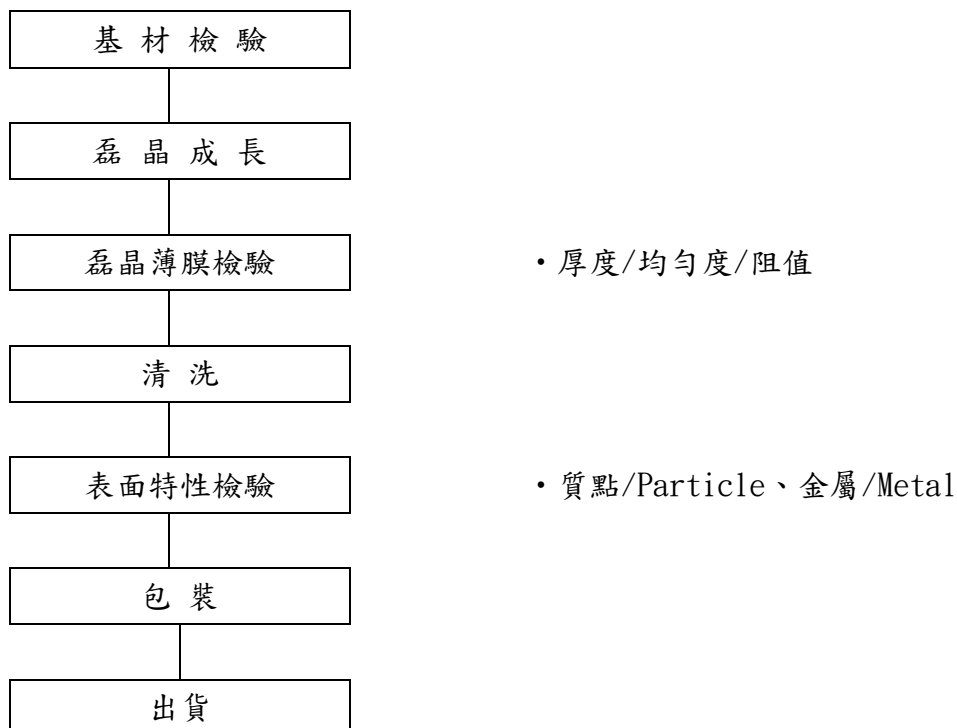 基 材 檢 驗
磊 晶 成 長
磊晶薄膜檢驗
・厚度/均勻度/阻值
清 洗
表面特性檢驗
・質點/Particle、金屬/Metal
包 裝
出貨